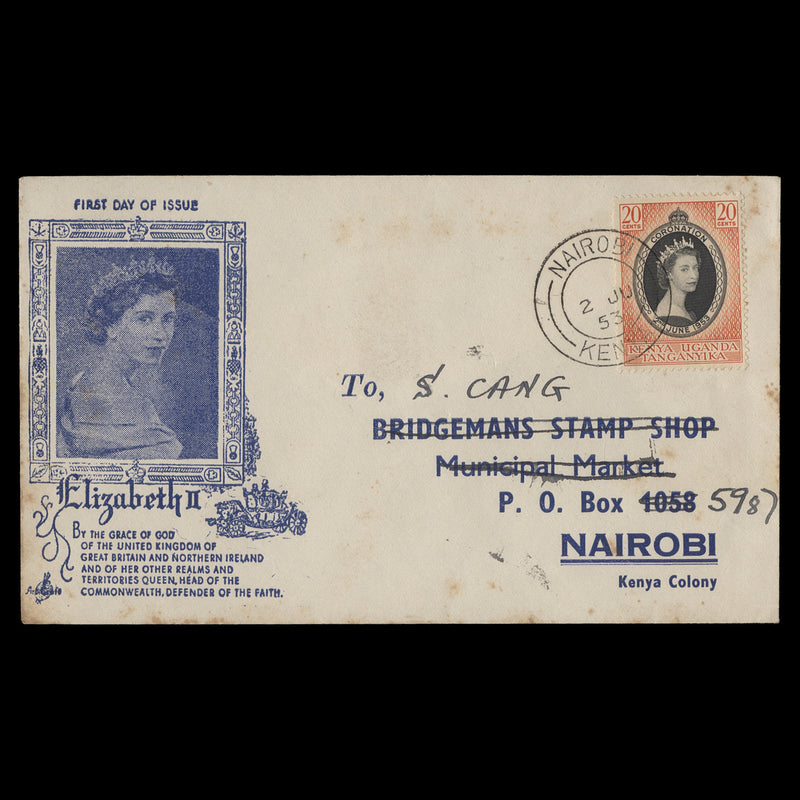 FIRST DAY OF ISSUE
Elizabeth II
BY THE GRACE OF GOD
OF THE UNITED KINGDOM OF
GREAT BRITAIN AND NORTHERN IRELAND
AND OF HER OTHER REALMS AND
TERRITORIES QUEEN, HEAD OF THE
COMMONWEALTH, DEFENDER OF THE FAITH.
NAIROBI
2 JU
53
KEN
20 CENTS 20 CENTS
CORONATION
2ND JUNE 1953
KENYA UGANDA
TANGANYIKA
To, S. CANG
BRIDGEMANS STAMP SHOP
Municipal Market
P. O. Box 1058 5987
NAIROBI
Kenya Colony